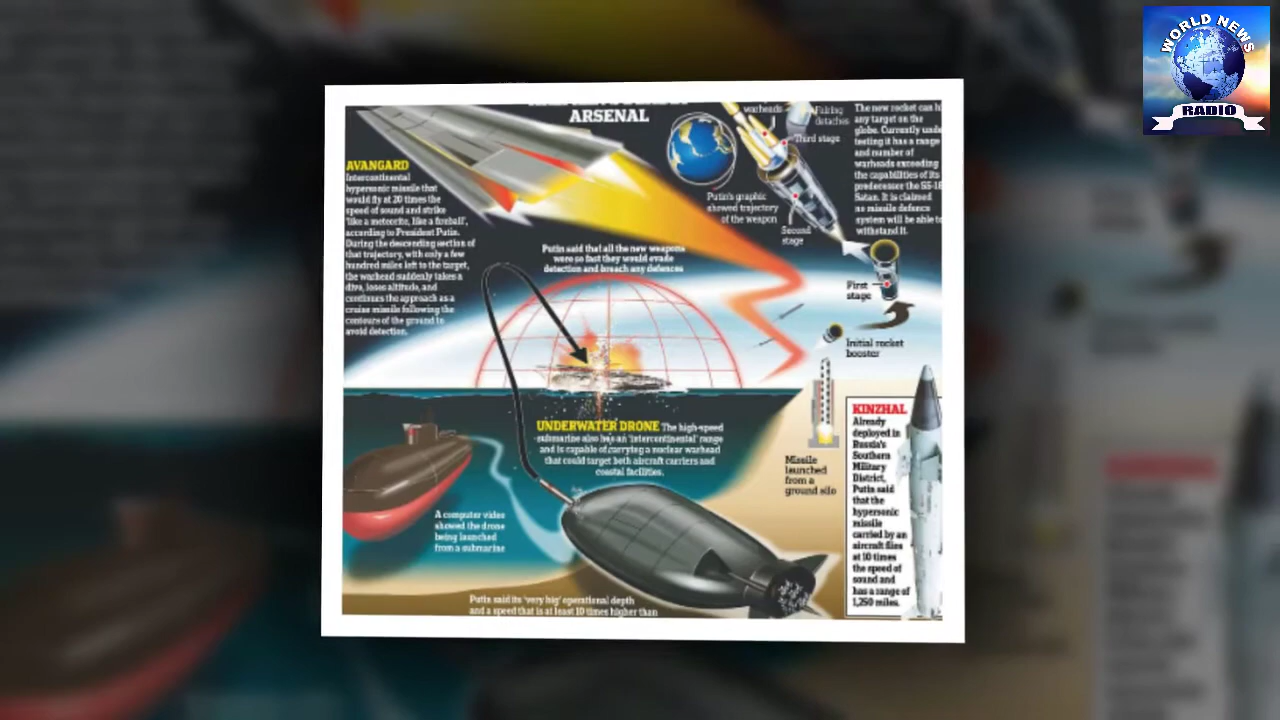 WORLD NEWS
RADIO
ARSENAL
AVANGARD
Intercontinental
hypersonic missile that
would fly at 20 times the
speed of sound and strike
'like a meteorite, like a fireball',
according to President Putin.
During the descending section of
that trajectory, with only a few
hundred miles left to the target,
the warhead suddenly takes a
dive, loses altitude, and
continues the approach as a
cruise missile following the
contours of the ground to
avoid detection.
Putin said that all the new weapons
were so fast they would evade
detection and breach any defences
warheads
Fairing
detaches
Third stage
Putin's graphic
showed trajectory
of the weapon
Second
stage
First
stage
Initial rocket
booster
Missile
launched
from a
ground silo
The new rocket can h
any target on the
globe. Currently unde
testing it has a range
and number of
warheads exceeding
the capabilities of its
predecessor the SS-18
Satan. It is claimed
no missile defence
system will be able to
withstand it.
UNDERWATER DRONE The high-speed
submarine also has an 'intercontinental' range
and is capable of carrying a nuclear warhead
that could target both aircraft carriers and
coastal facilities.
A computer video
showed the drone
being launched
from a submarine
Putin said its 'very big' operational depth
and a speed that is at least 10 times higher than
KINZHAL
Already
deployed in
Russia's
Southern
Military
District,
Putin said
that the
hypersonic
missile
carried by an
aircraft flies
at 10 times
the speed of
sound and
has a range of
1,250 miles.